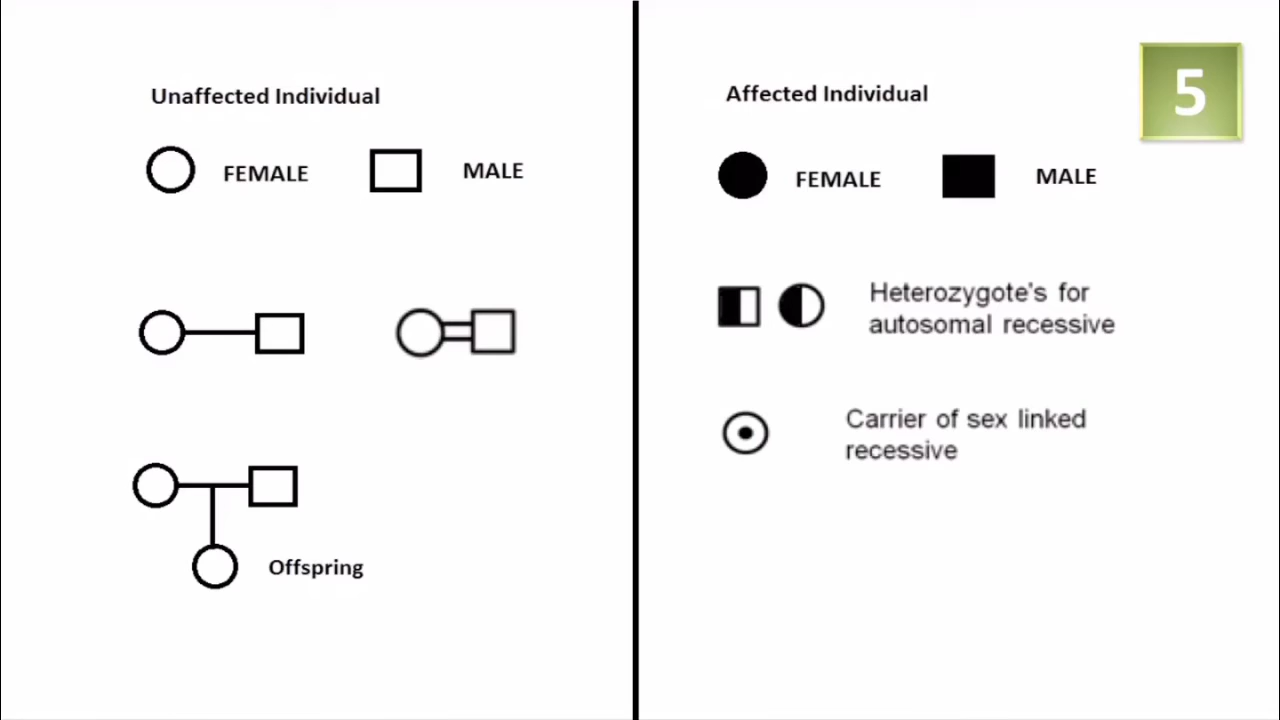 Unaffected Individual
FEMALE
MALE
Offspring
Affected Individual
5
FEMALE
MALE
Heterozygote's for
autosomal recessive
Carrier of sex linked
recessive